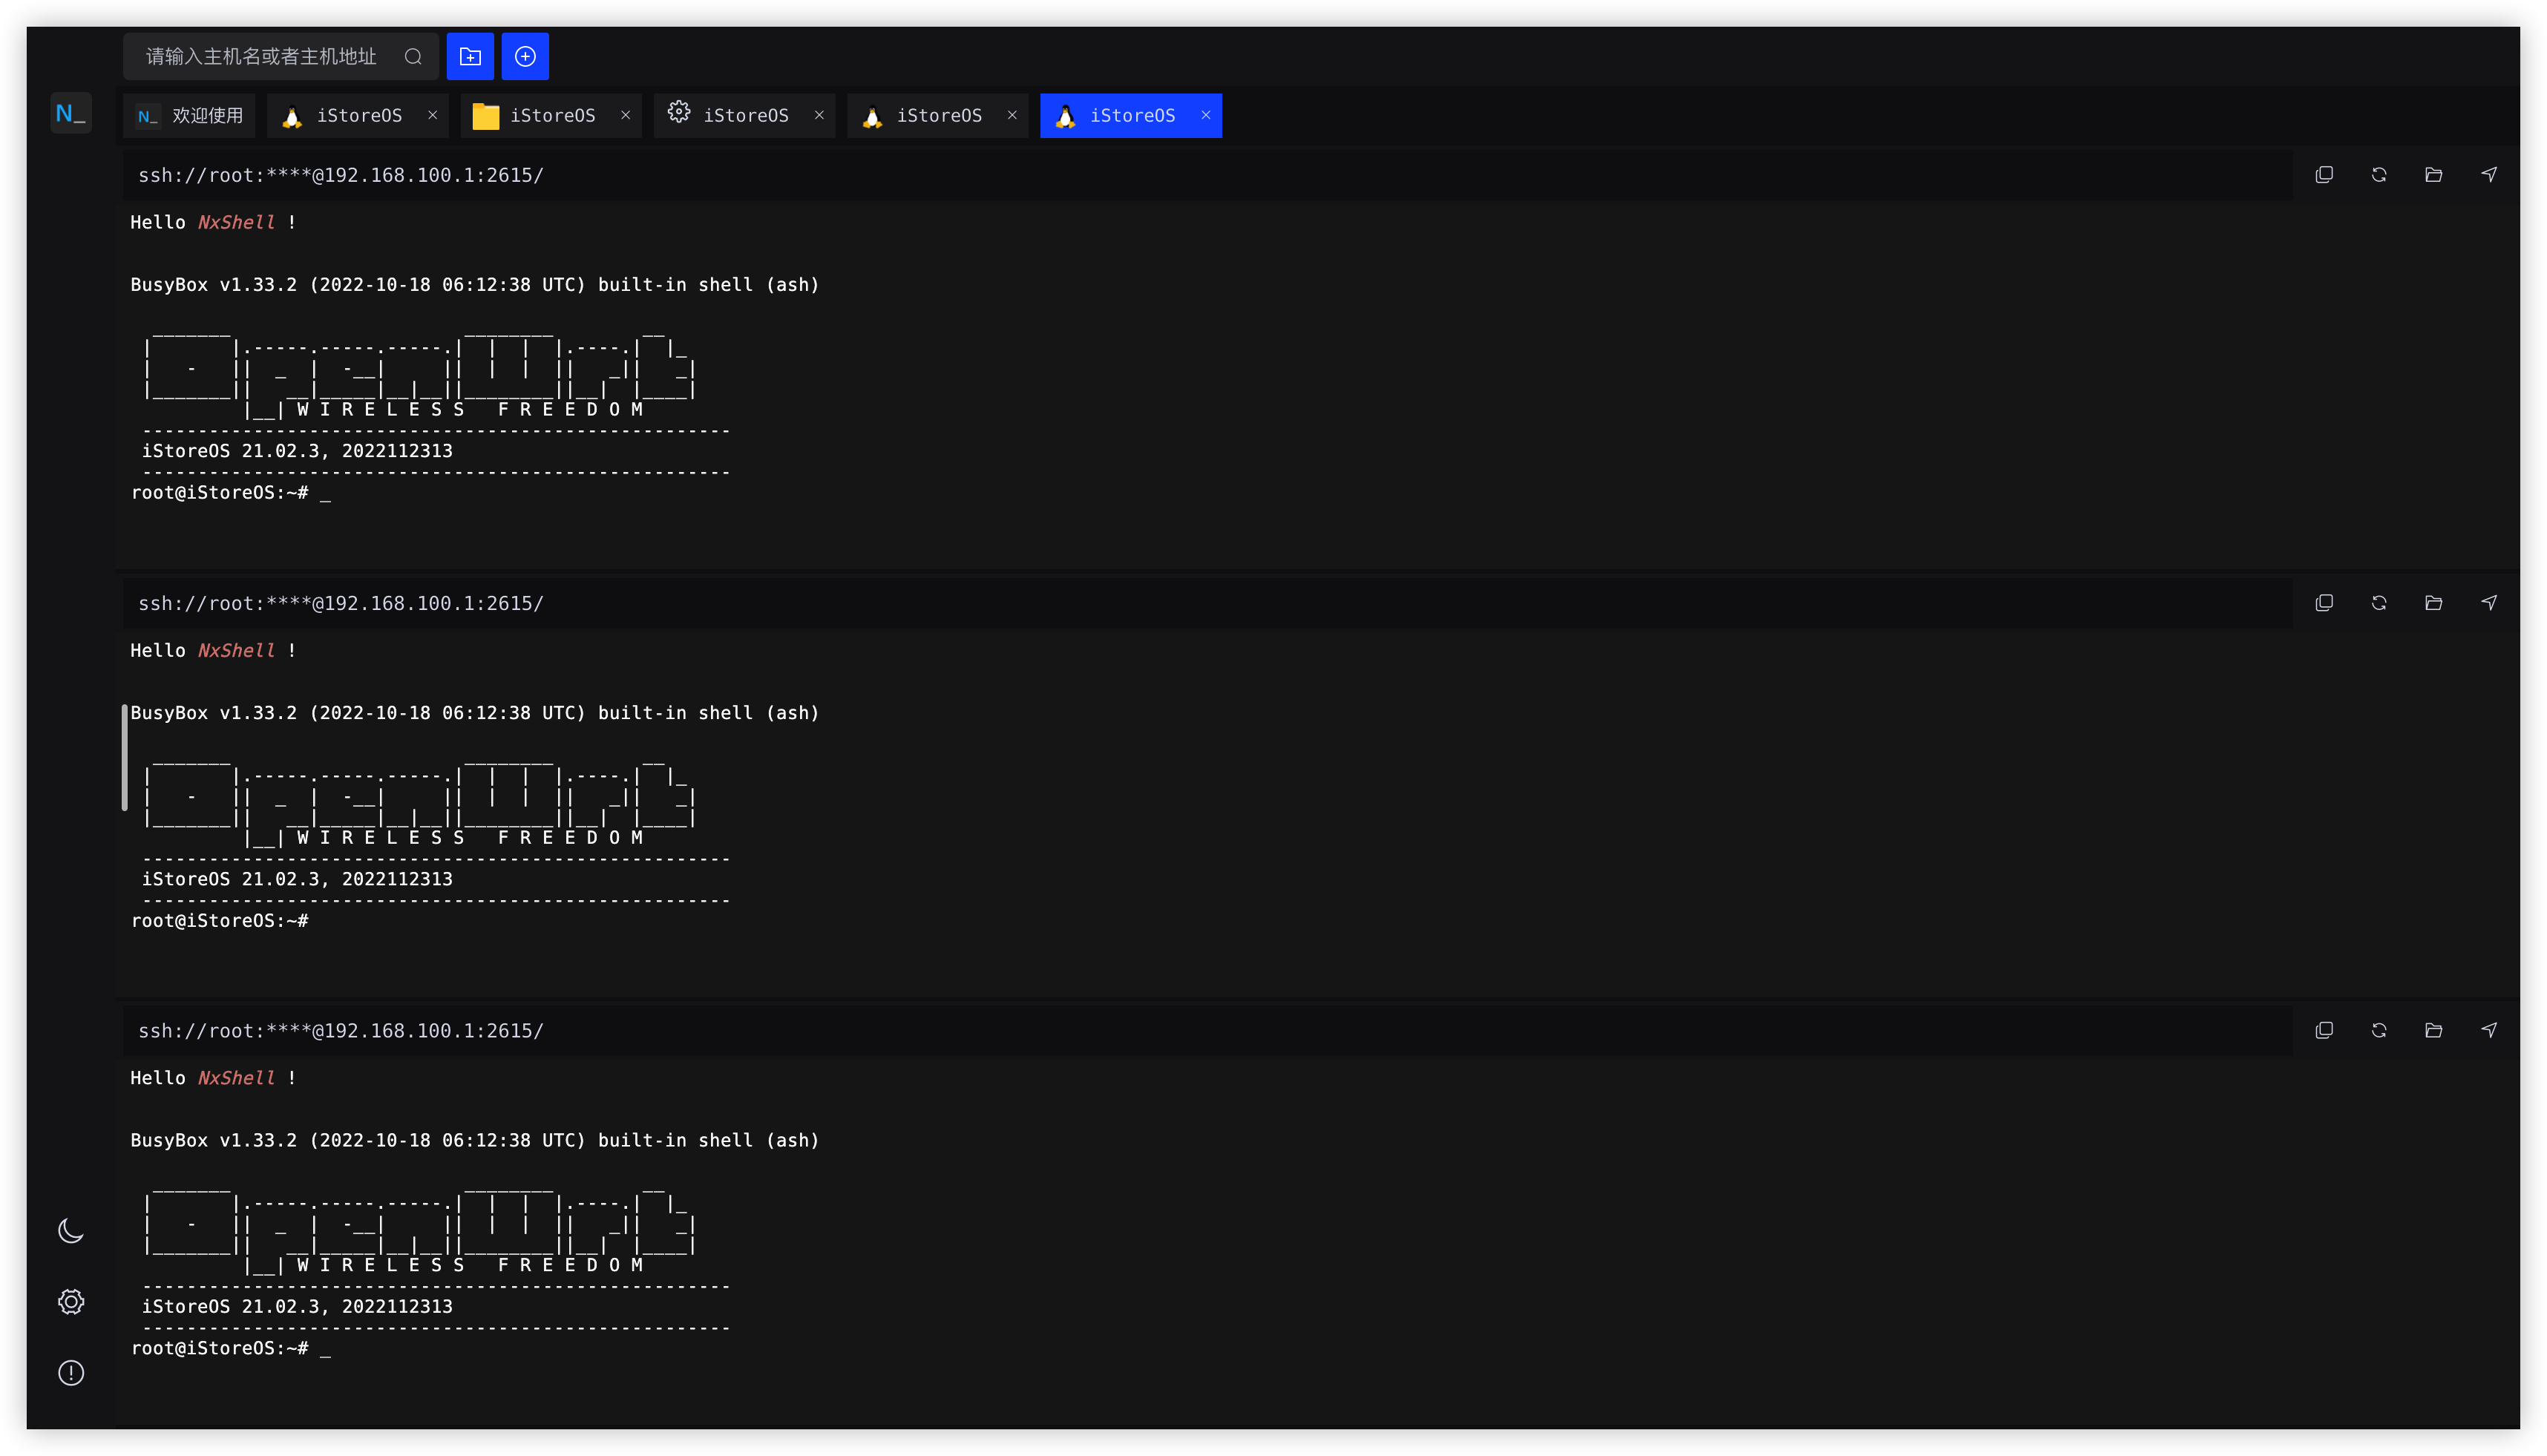 请输入主机名或者主机地址
N_
N_ 欢迎使用 iStoreOS × iStoreOS × iStoreOS × iStoreOS × iStoreOS ×
ssh://root:****@192.168.100.1:2615/
Hello NxShell !
BusyBox v1.33.2 (2022-10-18 06:12:38 UTC) built-in shell (ash)
  _______                     ________        __
 |       |.-----.-----.-----.|  |  |  |.----.|  |_
 |   -   ||  _  |  -__|     ||  |  |  ||   _||   _|
 |_______||   __|_____|__|__||________||__|  |____|
          |__| W I R E L E S S   F R E E D O M
 -----------------------------------------------------
 iStoreOS 21.02.3, 2022112313
 -----------------------------------------------------
root@iStoreOS:~# _
ssh://root:****@192.168.100.1:2615/
Hello NxShell !
BusyBox v1.33.2 (2022-10-18 06:12:38 UTC) built-in shell (ash)
  _______                     ________        __
 |       |.-----.-----.-----.|  |  |  |.----.|  |_
 |   -   ||  _  |  -__|     ||  |  |  ||   _||   _|
 |_______||   __|_____|__|__||________||__|  |____|
          |__| W I R E L E S S   F R E E D O M
 -----------------------------------------------------
 iStoreOS 21.02.3, 2022112313
 -----------------------------------------------------
root@iStoreOS:~#
ssh://root:****@192.168.100.1:2615/
Hello NxShell !
BusyBox v1.33.2 (2022-10-18 06:12:38 UTC) built-in shell (ash)
  _______                     ________        __
 |       |.-----.-----.-----.|  |  |  |.----.|  |_
 |   -   ||  _  |  -__|     ||  |  |  ||   _||   _|
 |_______||   __|_____|__|__||________||__|  |____|
          |__| W I R E L E S S   F R E E D O M
 -----------------------------------------------------
 iStoreOS 21.02.3, 2022112313
 -----------------------------------------------------
root@iStoreOS:~# _